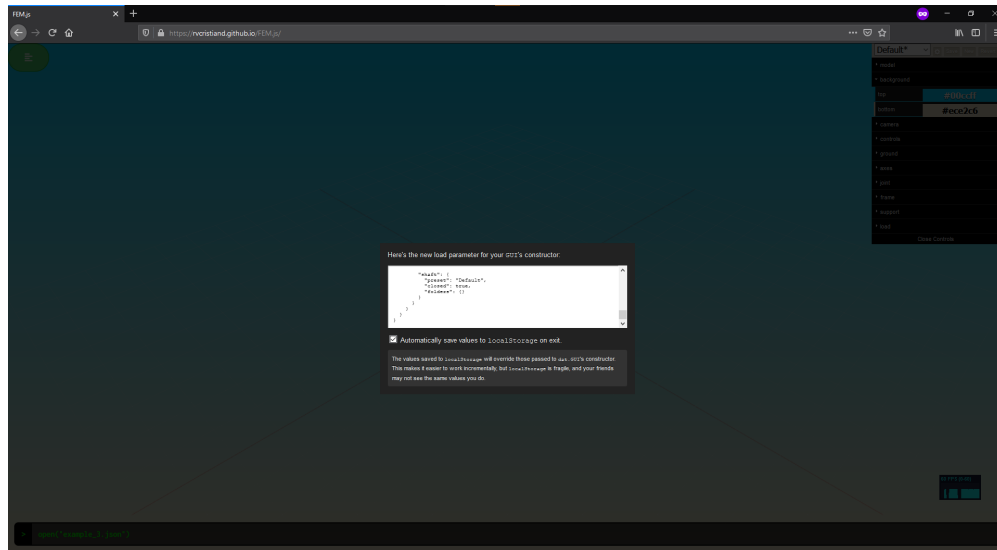 FEM.js
https://rvcristiand.github.io/FEM.js/
Default*
model
background
top
#00bfff
bottom
#ece2c6
camera
controls
ground
axes
joint
frame
support
load
Close Controls
Here's the new load parameter for your GUI's constructor:
"shaft": {
"preset": "Default",
"closed": true,
"folders": {}
}
}
}
}
}
Automatically save values to localStorage on exit.
The values saved to localStorage will override those passed to dat.GUI's constructor.
This makes it easier to work incrementally, but localStorage is fragile, and your friends
may not see the same values you do.
> open("example_1.json")